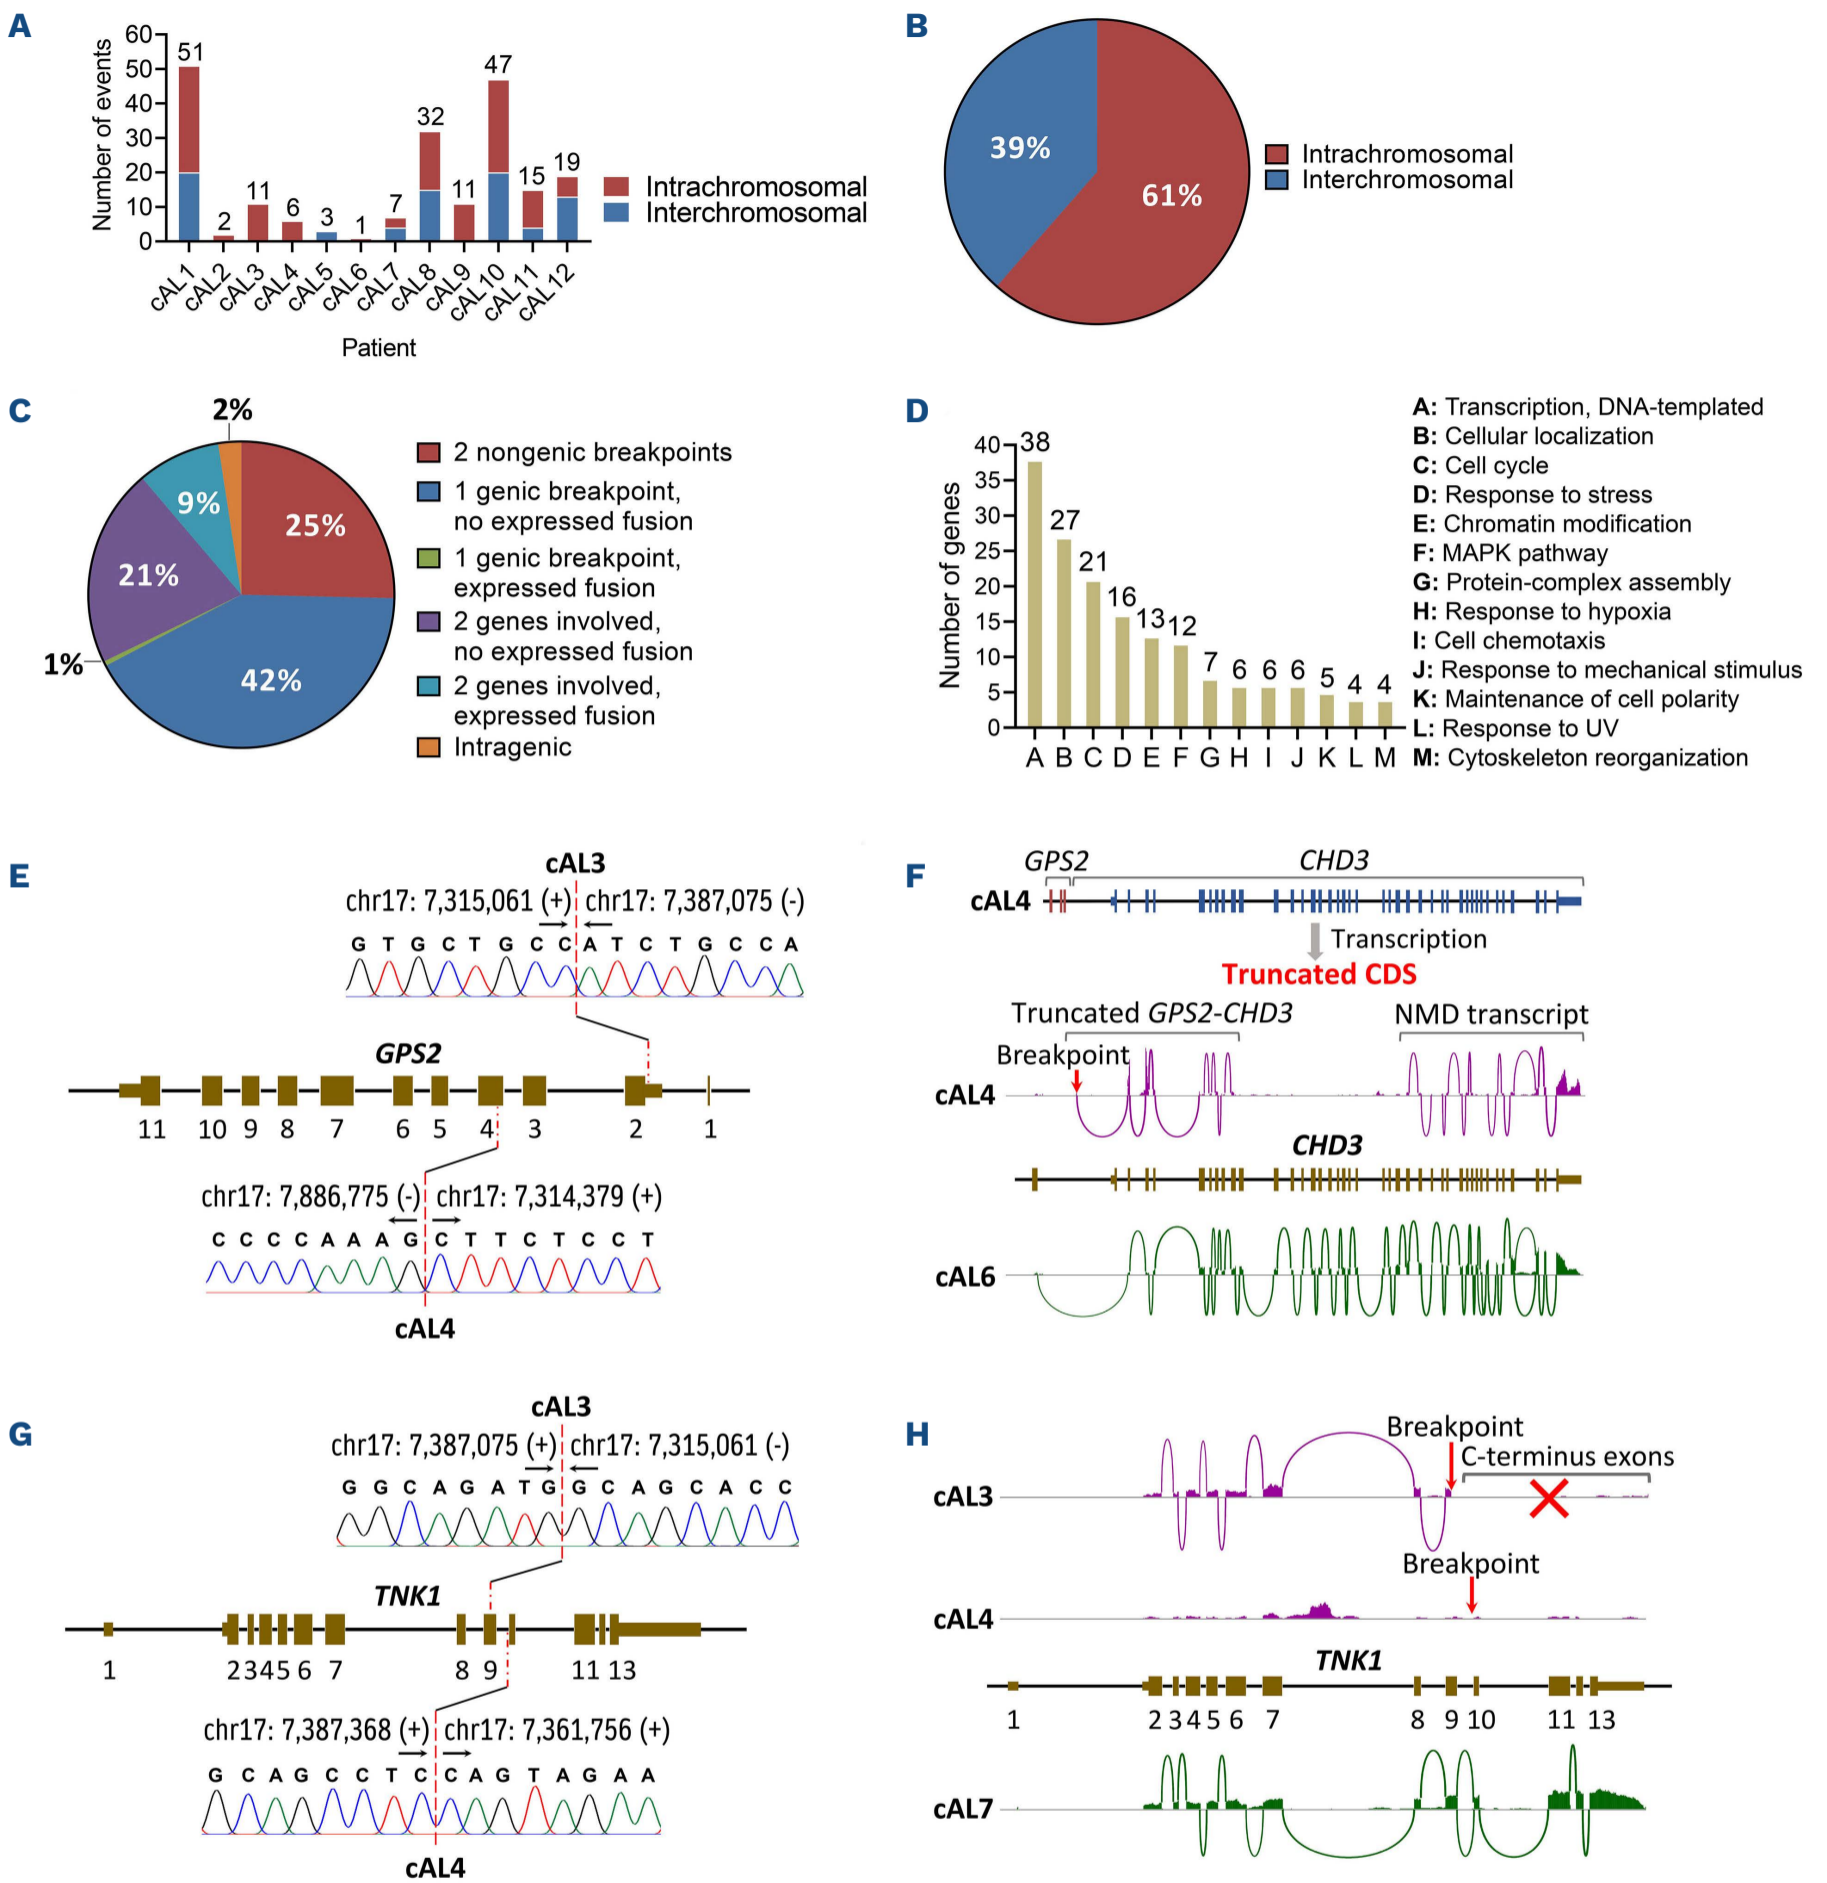 A
Number of events
60
50
40
30
20
10
0
51
2
11
6
3
1
7
32
11
47
15
19
cAL1
cAL2
cAL3
cAL4
cAL5
cAL6
cAL7
cAL8
cAL9
cAL10
cAL11
cAL12
Patient
Intrachromosomal
Interchromosomal
B
39%
61%
Intrachromosomal
Interchromosomal
C
2%
9%
25%
21%
1%
42%
2 nongenic breakpoints
1 genic breakpoint,
no expressed fusion
1 genic breakpoint,
expressed fusion
2 genes involved,
no expressed fusion
2 genes involved,
expressed fusion
Intragenic
D
Number of genes
40
35
30
25
20
15
10
5
0
38
27
21
16
13
12
7
6
6
6
5
4
4
A B C D E F G H I J K L M
A: Transcription, DNA-templated
B: Cellular localization
C: Cell cycle
D: Response to stress
E: Chromatin modification
F: MAPK pathway
G: Protein-complex assembly
H: Response to hypoxia
I: Cell chemotaxis
J: Response to mechanical stimulus
K: Maintenance of cell polarity
L: Response to UV
M: Cytoskeleton reorganization
E
cAL3
chr17: 7,315,061 (+) chr17: 7,387,075 (-)
G T G C T G C C A T C T G C C A
GPS2
11 10 9 8 7 6 5 4 3 2 1
chr17: 7,886,775 (-) chr17: 7,314,379 (+)
C C C C A A A G C T T C T C C T
cAL4
F
GPS2 CHD3
cAL4
Transcription
Truncated CDS
Truncated GPS2-CHD3 NMD transcript
Breakpoint
cAL4
CHD3
cAL6
G
cAL3
chr17: 7,387,075 (+) chr17: 7,315,061 (-)
G G C A G A T G G C A G C A C C
TNK1
1 2 3 4 5 6 7 8 9 11 13
chr17: 7,387,368 (+) chr17: 7,361,756 (+)
G C A G C C T C C A G T A G A A
cAL4
H
Breakpoint
C-terminus exons
cAL3
Breakpoint
cAL4
TNK1
1 2 3 4 5 6 7 8 9 10 11 13
cAL7